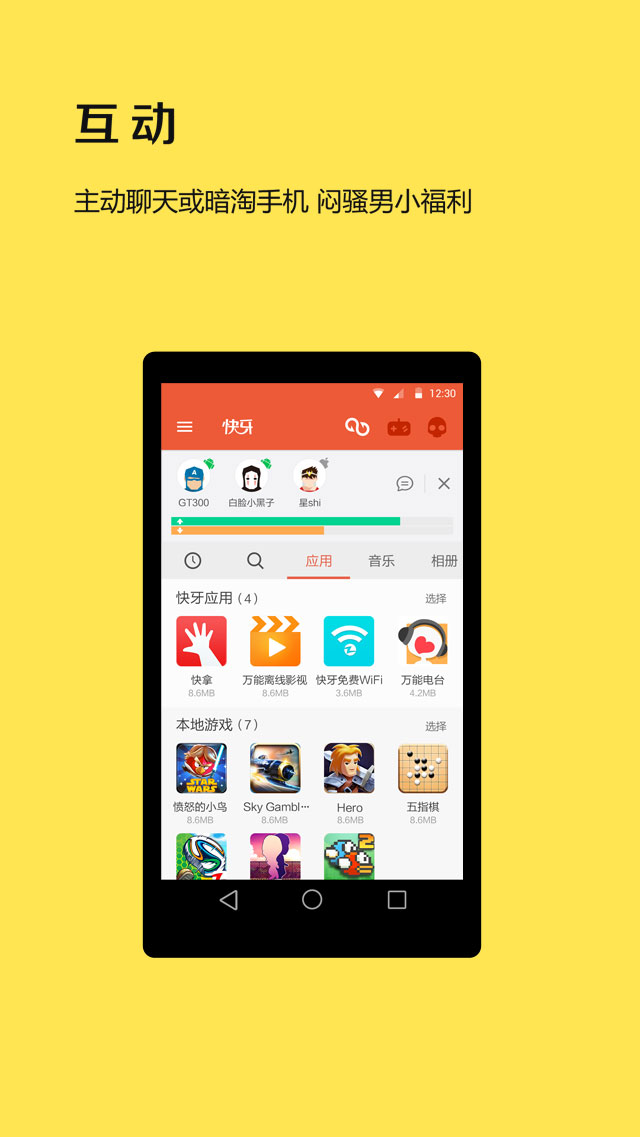 互动
主动聊天或暗淘手机 闷骚男小福利
12:30
快牙
A
GT300 白脸小黑子 星shi
应用 音乐 相册
快牙应用 (4) 选择
快拿 万能离线影视 快牙免费WiFi 万能电台
8.6MB 8.6MB 3.6MB 4.2MB
本地游戏 (7) 选择
STAR WARS
愤怒的小鸟 Sky Gambl··· Hero 五指棋
8.6MB 8.6MB 8.6MB 8.6MB
2